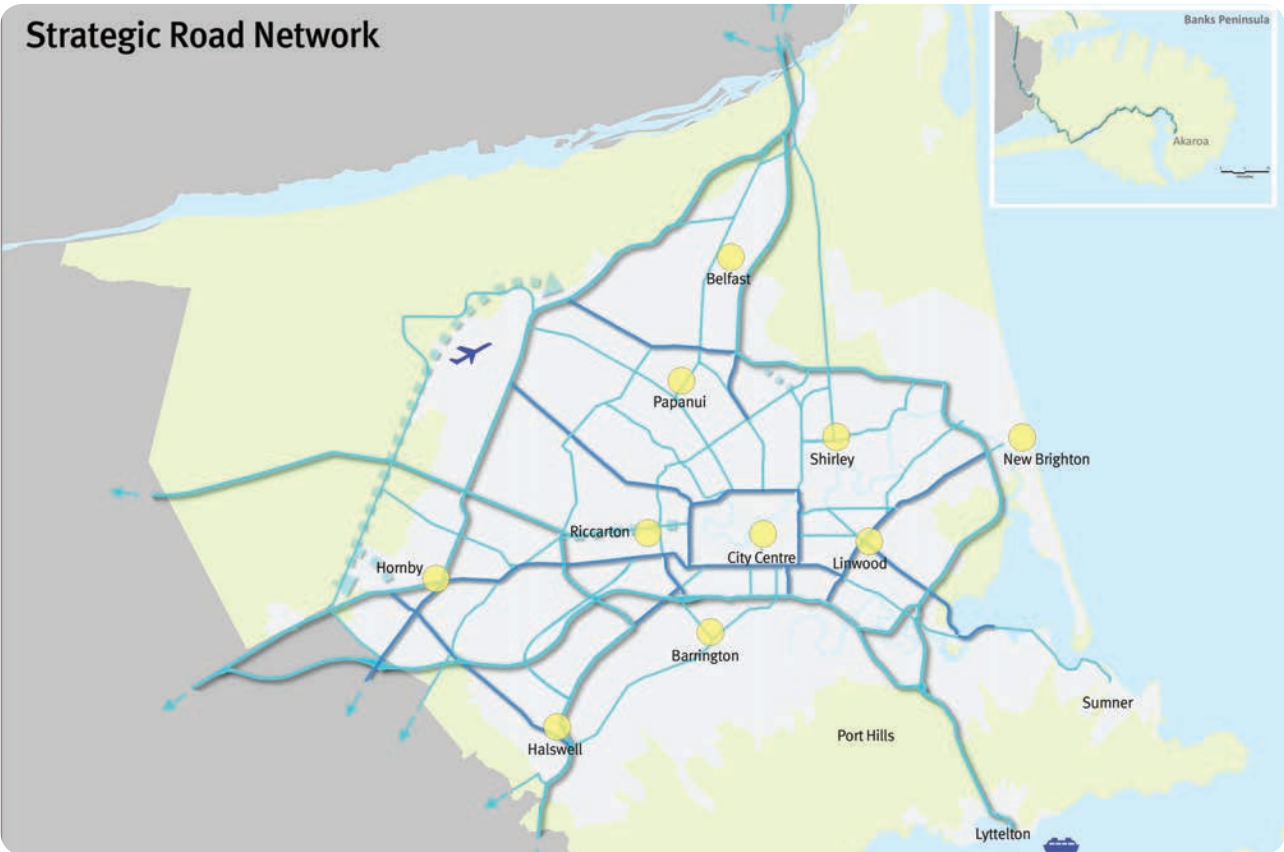 Strategic Road Network
Banks Peninsula
Akaroa
Belfast
Papanui
Shirley
New Brighton
Riccarton
City Centre
Linwood
Hornby
Barrington
Sumner
Port Hills
Halswell
Lyttelton